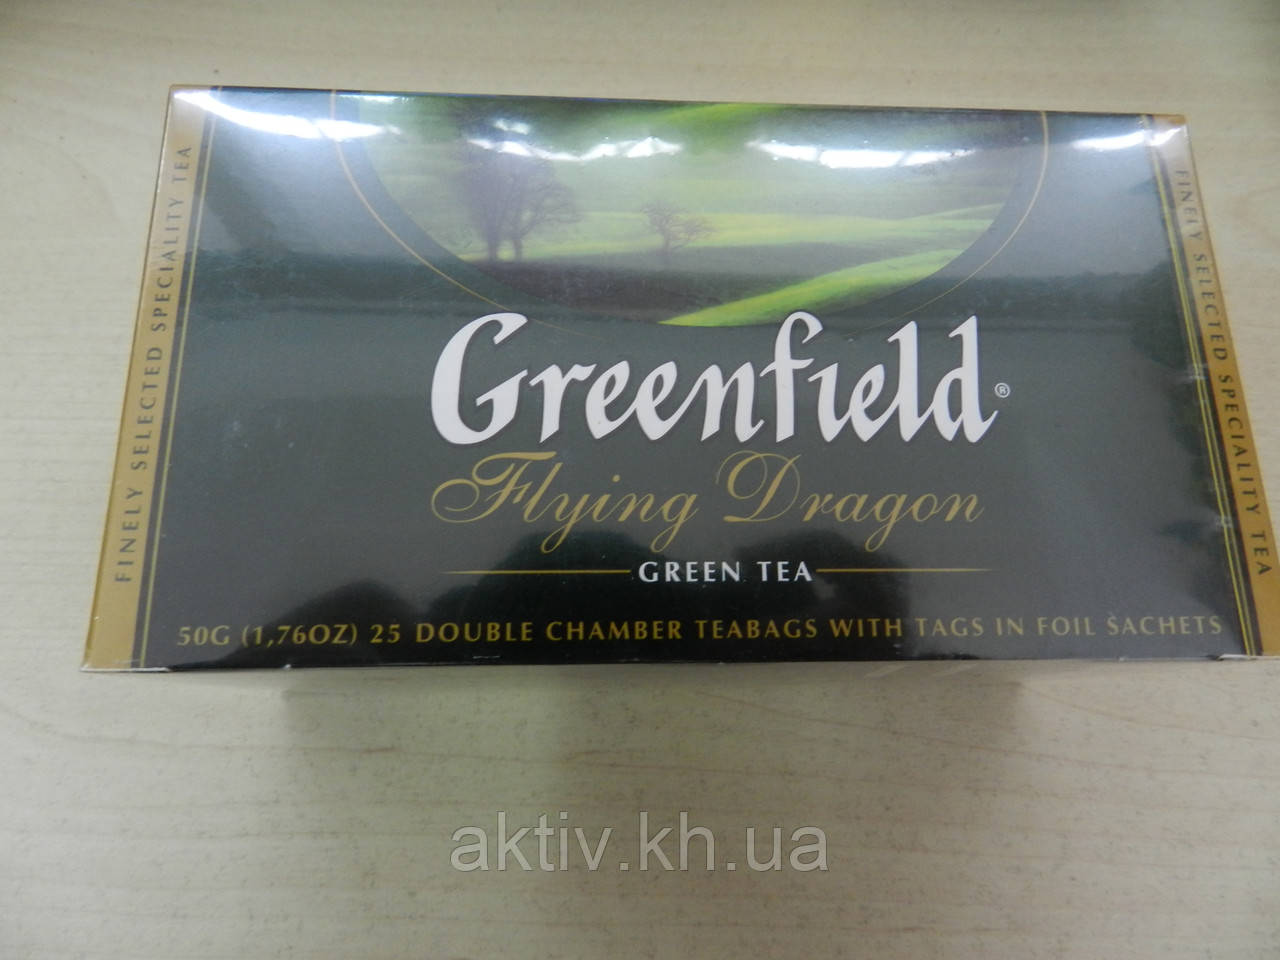 FINELY SELECTED SPECIALITY TEA
Greenfield®
Flying Dragon
GREEN TEA
50G (1,76OZ) 25 DOUBLE CHAMBER TEABAGS WITH TAGS IN FOIL SACHETS
FINELY SELECTED SPECIALITY TEA
aktiv.kh.ua